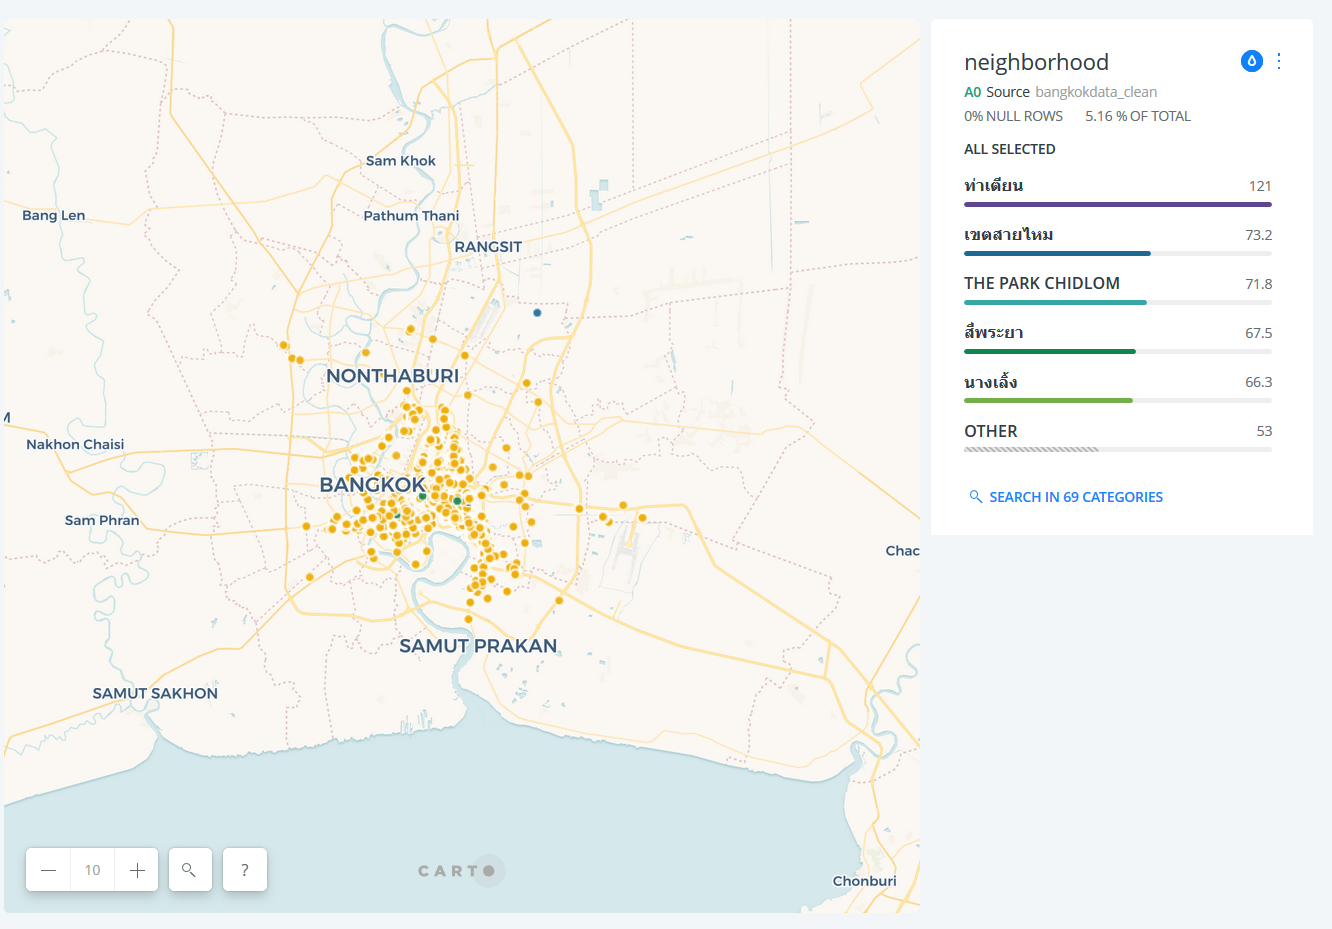 Sam Khok
Bang Len
Pathum Thani
RANGSIT
NONTHABURI
M
Nakhon Chaisi
BANGKOK
Sam Phran
Chac
SAMUT PRAKAN
SAMUT SAKHON
Chonburi
10
?
CARTO
neighborhood
A0 Source bangkokdata_clean
0% NULL ROWS 5.16 % OF TOTAL
ALL SELECTED
ท่าเตียน 121
เขตสายไหม 73.2
THE PARK CHIDLOM 71.8
สี่พระยา 67.5
นางเลิ้ง 66.3
OTHER 53
SEARCH IN 69 CATEGORIES